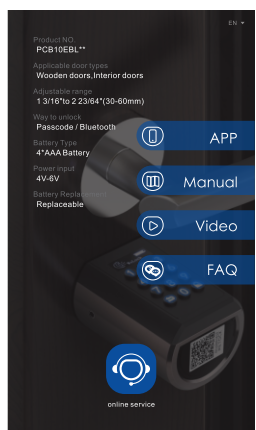 EN
Product NO.
PCB10EBL**
Applicable door types
Wooden doors,Interior doors
Adjustable range
1 3/16"to 2 23/64"(30-60mm)
Way to unlock
Passcode / Bluetooth
Battery Type
4*AAA Battery
Power input
4V-6V
Battery Replacement
Replaceable
APP
Manual
Video
FAQ
online service